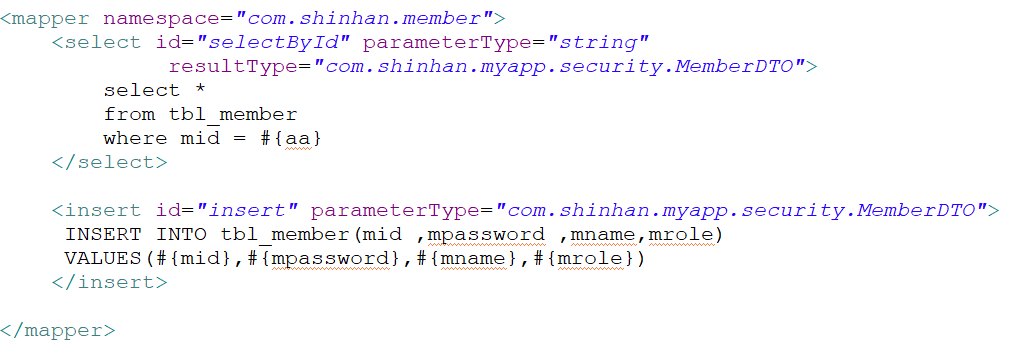 <mapper namespace="com.shinhan.member">
<select id="selectById" parameterType="string"
resultType="com.shinhan.myapp.security.MemberDTO">
select *
from tbl_member
where mid = #{aa}
</select>
<insert id="insert" parameterType="com.shinhan.myapp.security.MemberDTO">
INSERT INTO tbl_member(mid ,mpassword ,mname,mrole)
VALUES(#{mid},#{mpassword},#{mname},#{mrole})
</insert>
</mapper>